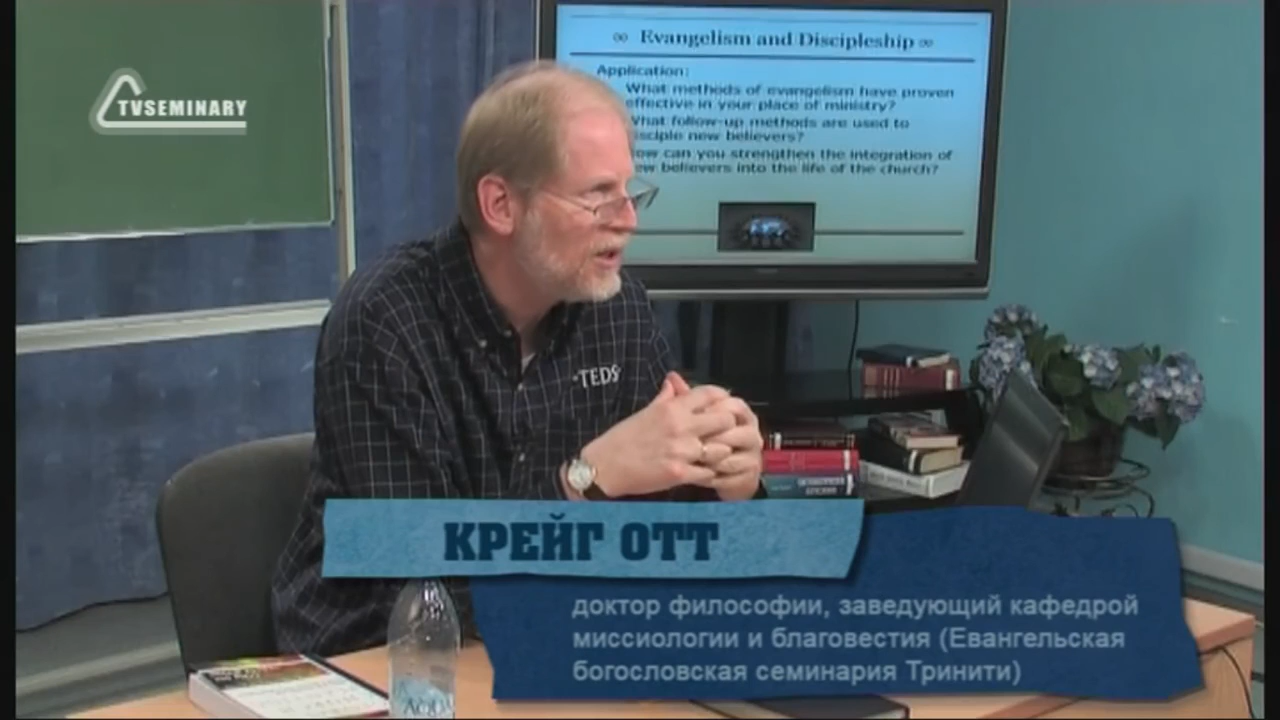 TVSEMINARY
Evangelism and Discipleship
Application:
What methods of evangelism have proven
effective in your place of ministry?
What follow-up methods are used to
disciple new believers?
How can you strengthen the integration of
new believers into the life of the church?
TEDS
КРЕЙГ ОТТ
доктор философии, заведующий кафедрой
миссиологии и благовестия (Евангельская
богословская семинария Тринити)